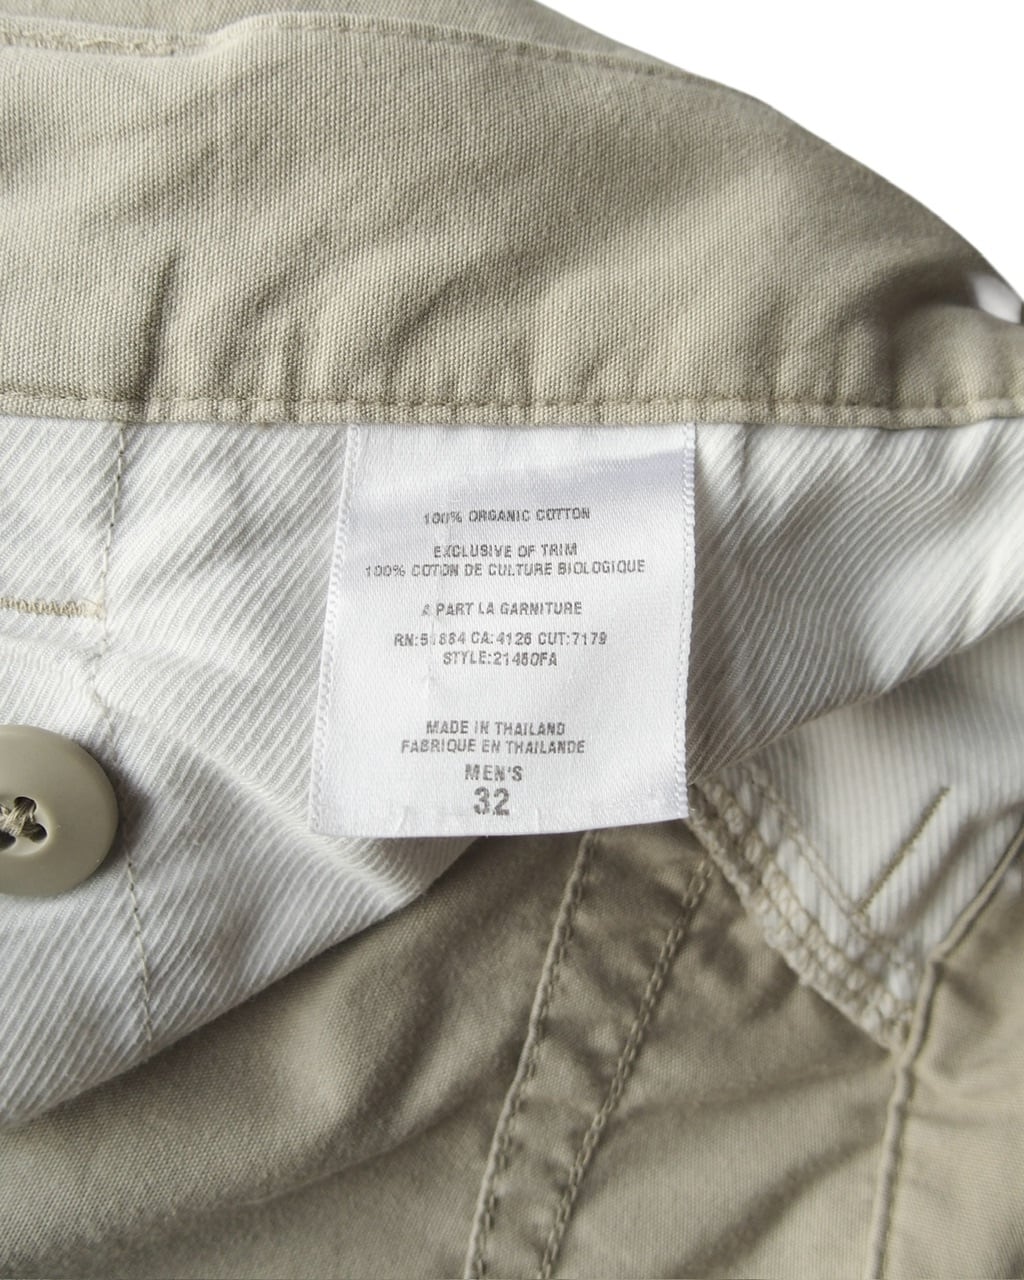 100% ORGANIC COTTON
EXCLUSIVE OF TRIM
100% COTON DE CULTURE BIOLOGIQUE
A PART LA GARNITURE
CA:4126 CUT:7179
STYLE:21460FA
MADE IN THAILAND
FABRIQUE EN THAILANDE
MEN'S
32